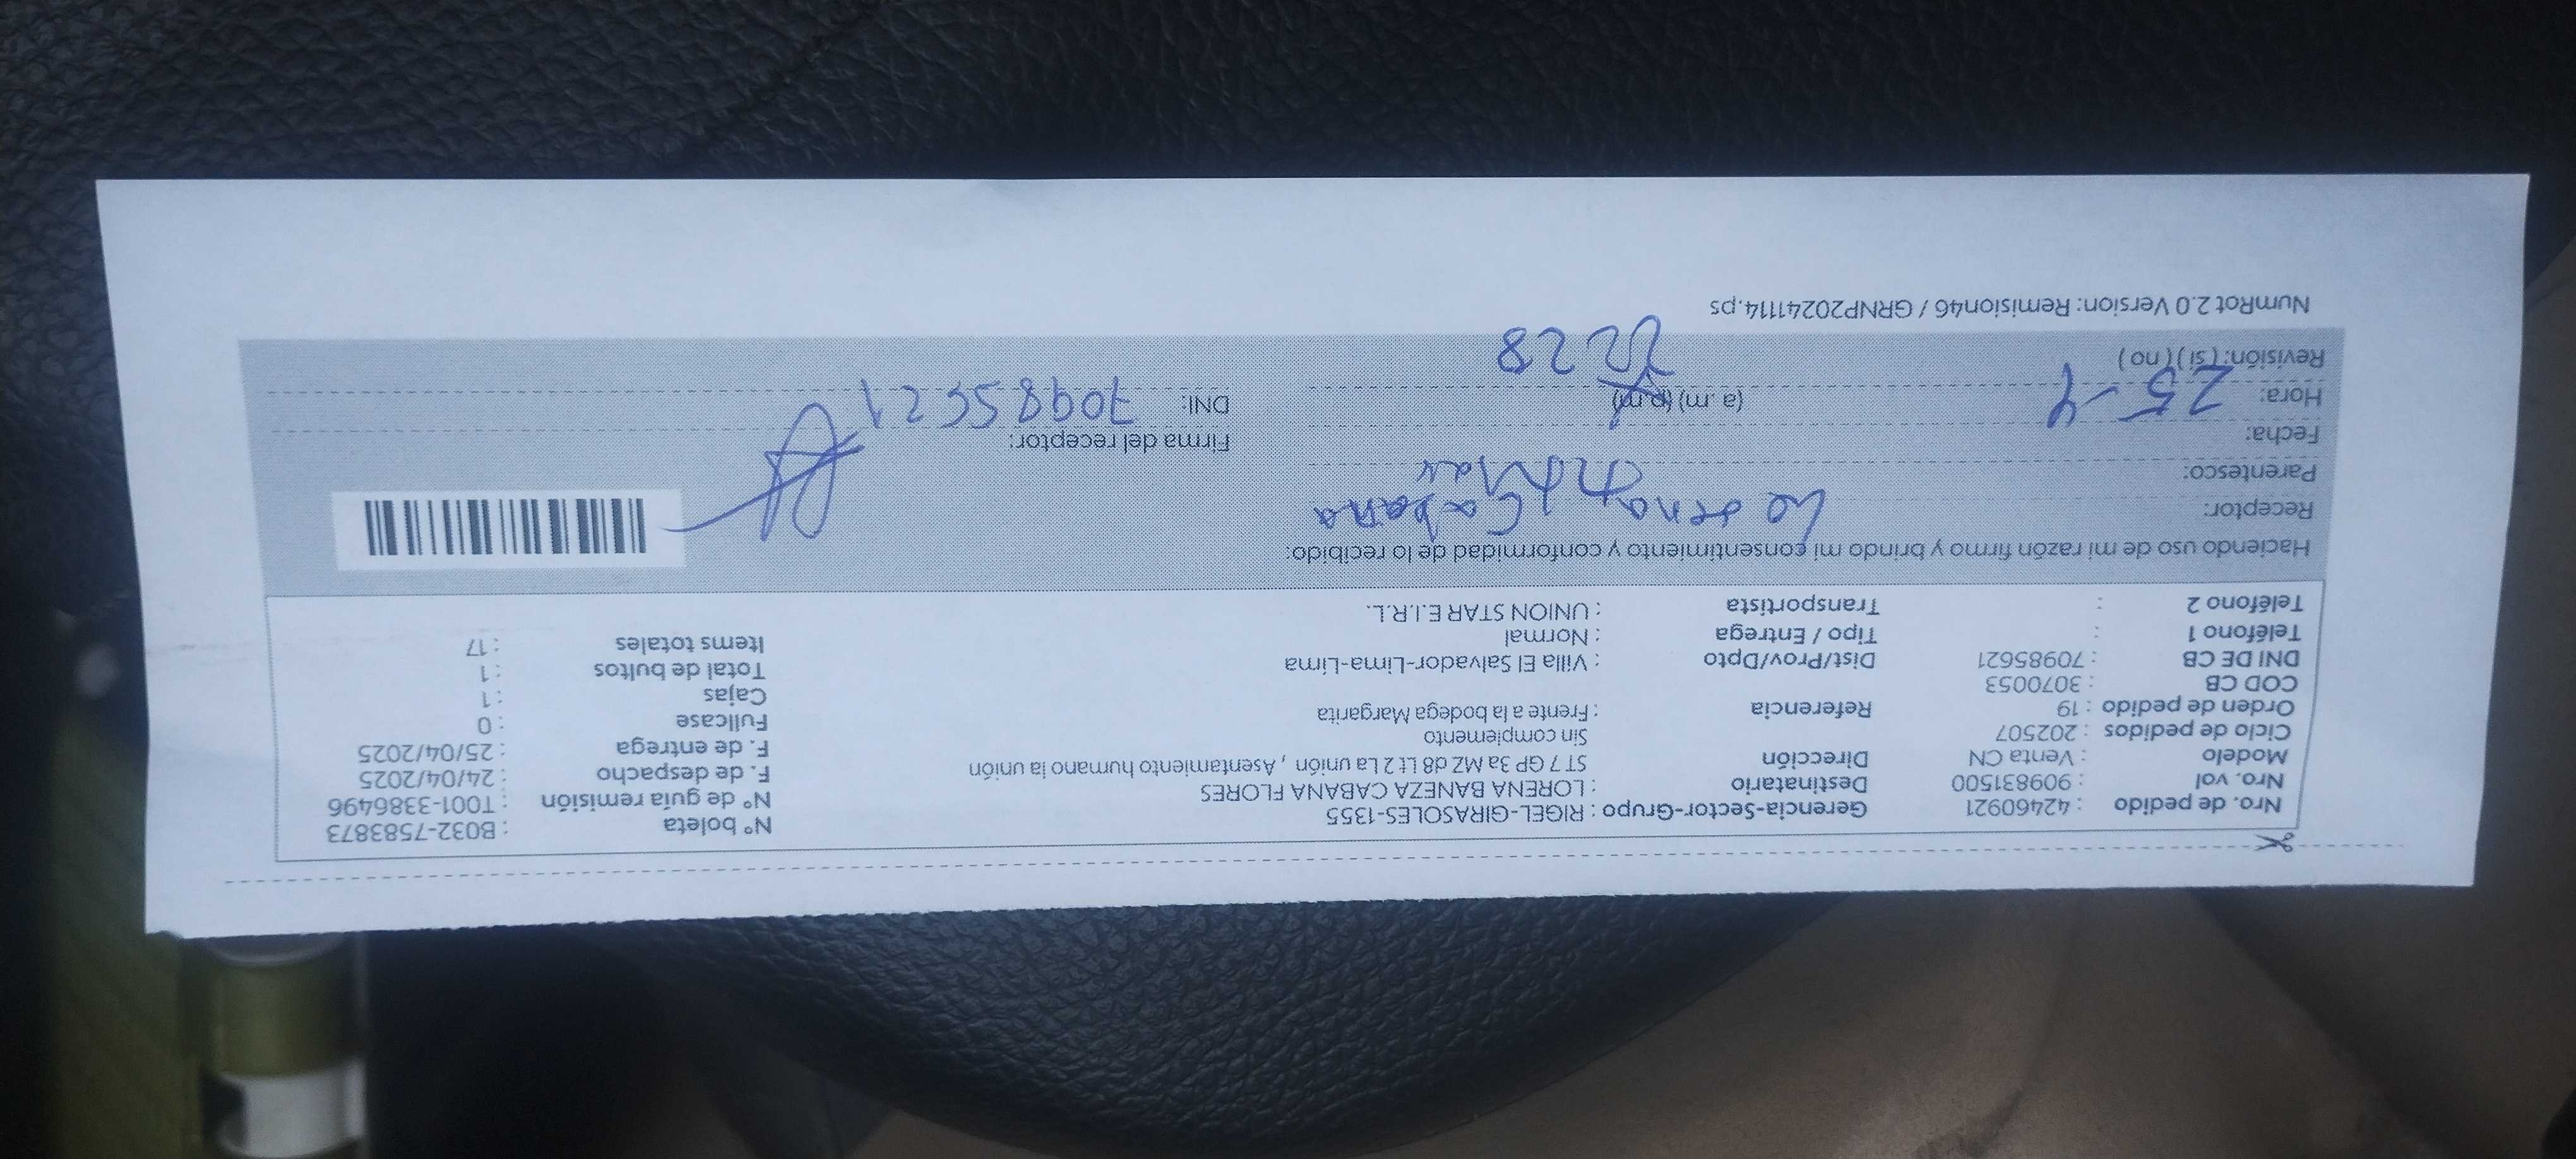 Nro. de pedido : 42460921 Gerencia-Sector-Grupo : RIGEL-GIRASOLES-1355 Nº boleta : B032-7583873
Nro. vol : 909831500 Destinatario : LORENA BANEZA CABANA FLORES Nº de guía remisión : T001-3386496
Modelo : Venta CN Dirección ST 7 GP 3a MZ d8 Lt 2 La unión , Asentamiento humano la unión F. de despacho : 24/04/2025
Ciclo de pedidos : 202507 Sin complemento F. de entrega : 25/04/2025
Orden de pedido : 19 Referencia : Frente a la bodega Margarita Fullcase : 0
COD CB : 3070053 Cajas : 1
DNI DE CB : 70985621 Dist/Prov/Dpto : Villa El Salvador-Lima-Lima Total de bultos : 1
Teléfono 1 : Tipo / Entrega : Normal Items totales : 17
Teléfono 2 : Transportista : UNION STAR E.I.R.L.
Haciendo uso de mi razón firmo y brindo mi consentimiento y conformidad de lo recibido:
Receptor: Lorena Cabana
Parentesco:
Fecha: Firma del receptor:
Hora: 25-4 (a .m) (p.m) DNI: 70985621
Revisión: ( si ) ( no ) 12 28
NumRot 2.0 Version: Remision46 / GRNP20241114.ps